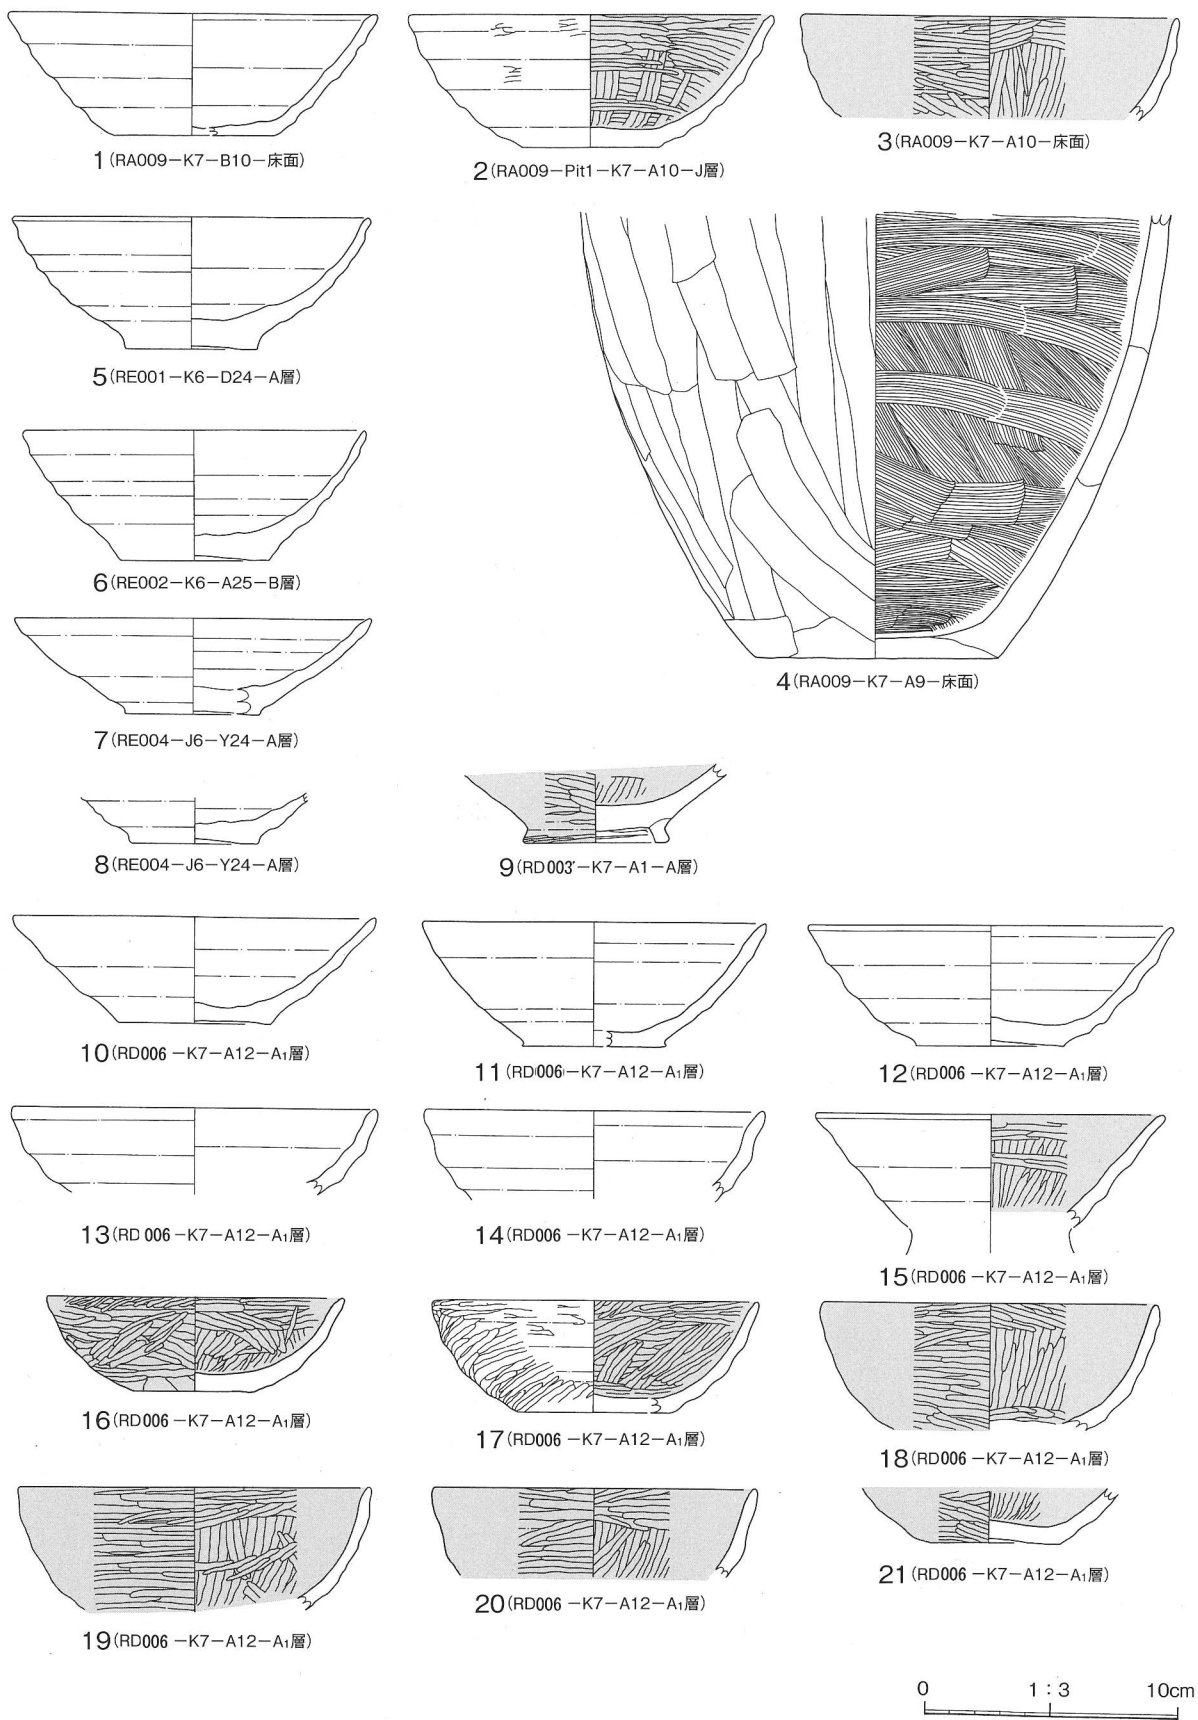 1(RA009-K7-B10-床面)
2(RA009-Pit1-K7-A10-J層)
3(RA009-K7-A10-床面)
5(RE001-K6-D24-A層)
6(RE002-K6-A25-B層)
4(RA009-K7-A9-床面)
7(RE004-J6-Y24-A層)
8(RE004-J6-Y24-A層)
9(RD003-K7-A1-A層)
10(RD006-K7-A12-A₁層)
11(RD006-K7-A12-A₁層)
12(RD006-K7-A12-A₁層)
13(RD006-K7-A12-A₁層)
14(RD006-K7-A12-A₁層)
15(RD006-K7-A12-A₁層)
16(RD006-K7-A12-A₁層)
17(RD006-K7-A12-A₁層)
18(RD006-K7-A12-A₁層)
19(RD006-K7-A12-A₁層)
20(RD006-K7-A12-A₁層)
21(RD006-K7-A12-A₁層)
0 1:3 10cm